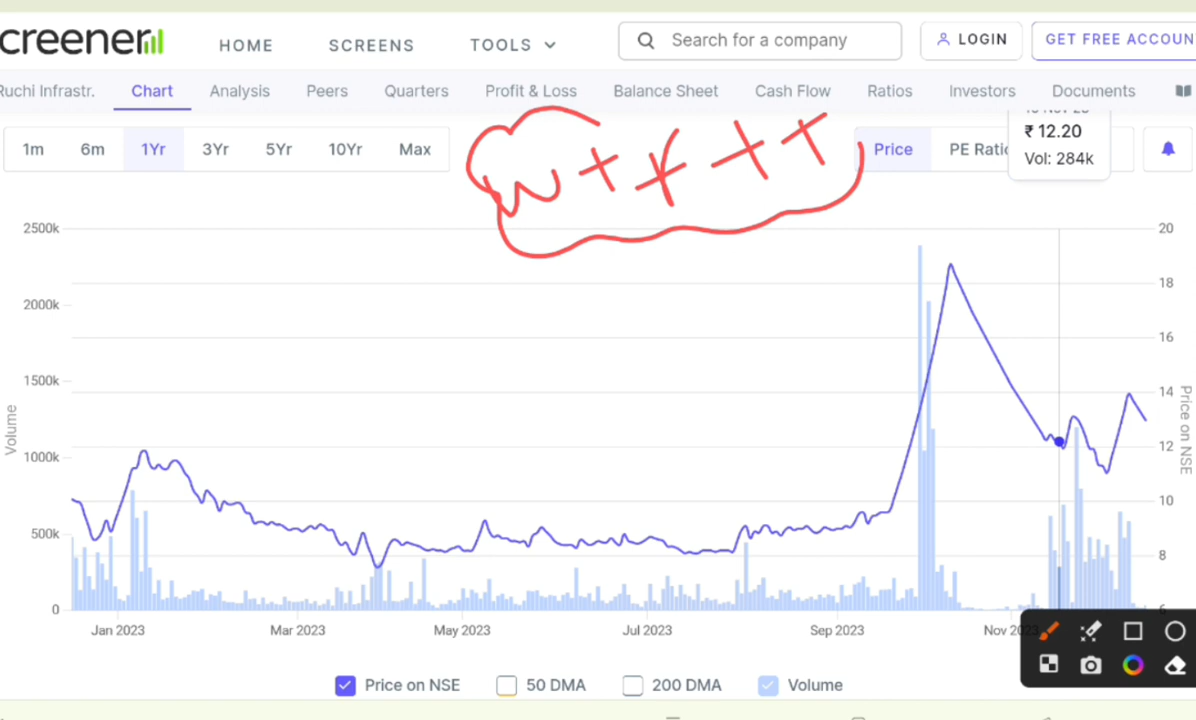 creener
HOME SCREENS TOOLS Search for a company LOGIN GET FREE ACCOUN
Ruchi Infrastr. Chart Analysis Peers Quarters Profit & Loss Balance Sheet Cash Flow Ratios Investors Documents
1m 6m 1Yr 3Yr 5Yr 10Yr Max Price PE Ratio
₹ 12.20
Vol: 284k
2500k 20
18
2000k
16
1500k
14
Volume
Price on NSE
12
1000k
10
500k
8
0 6
Jan 2023 Mar 2023 May 2023 Jul 2023 Sep 2023 Nov 2023
Price on NSE 50 DMA 200 DMA Volume